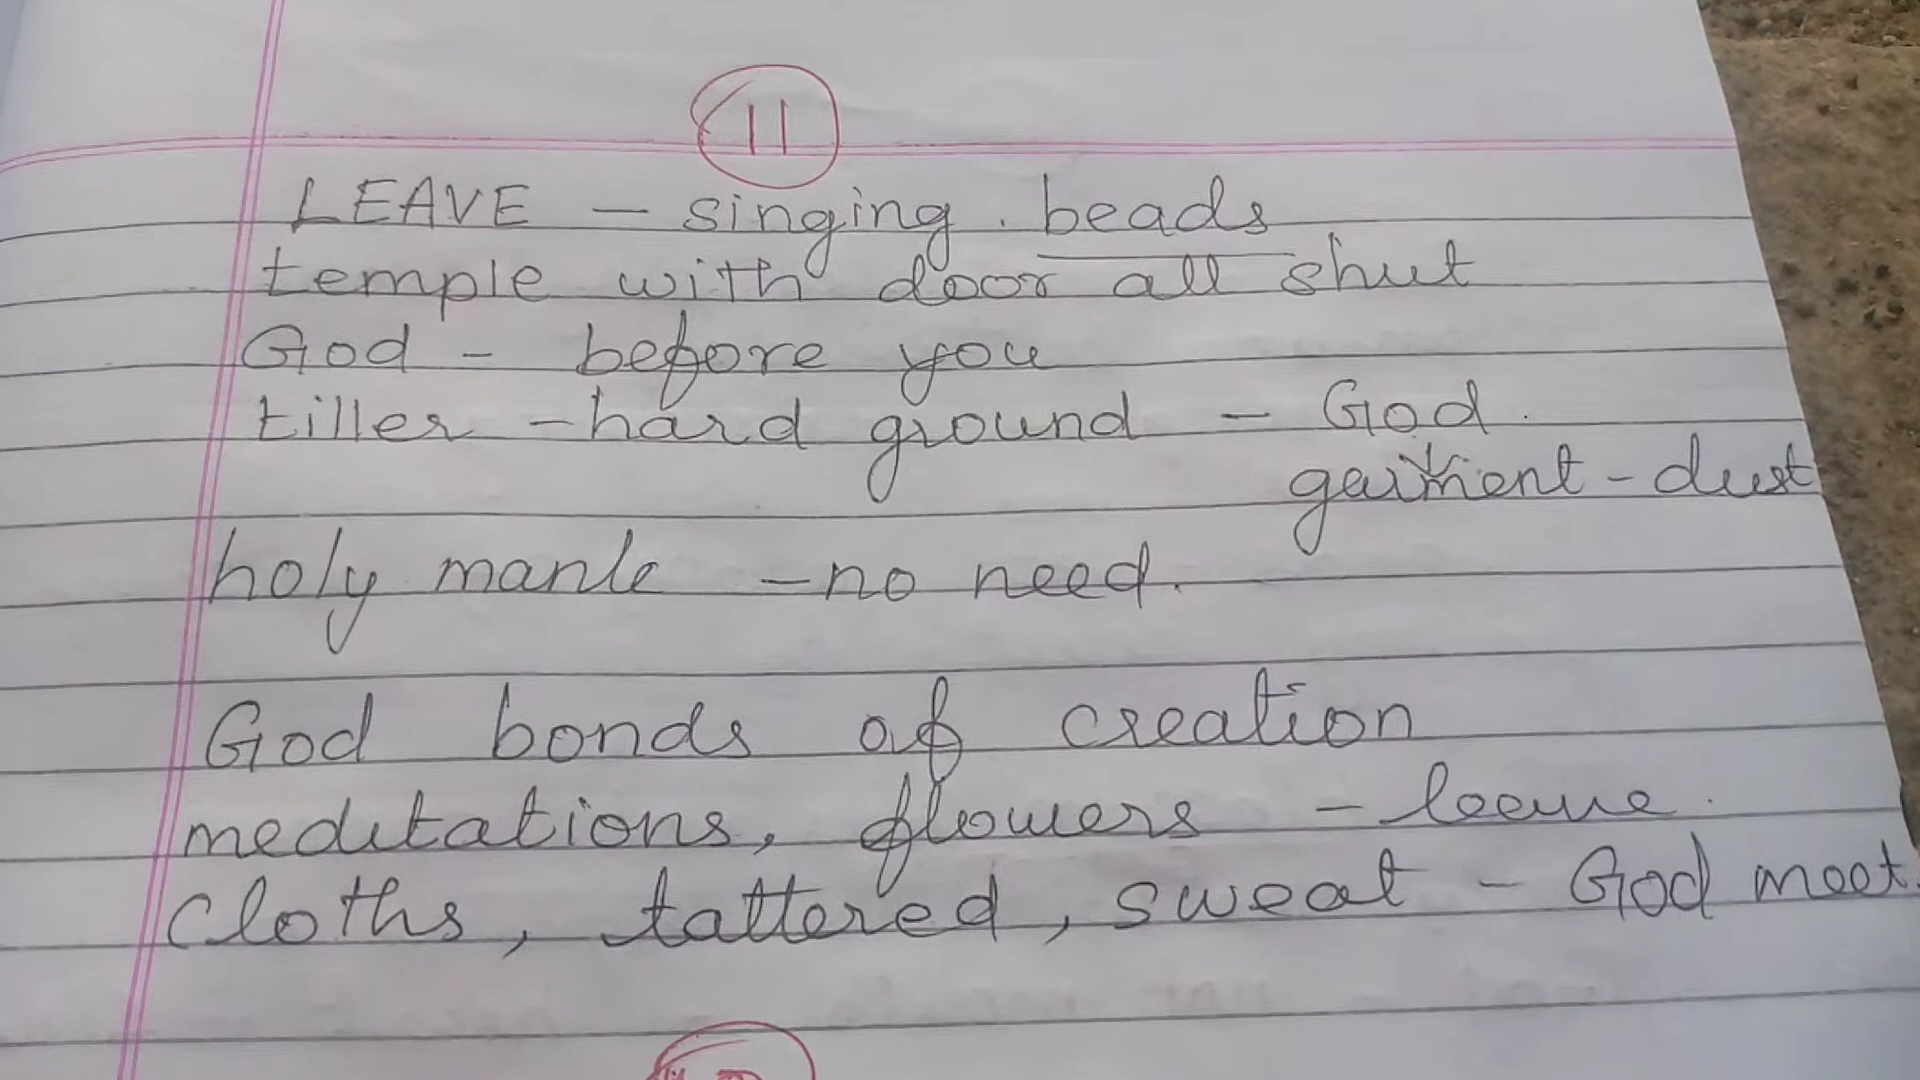 11
LEAVE - singing . beads
temple with door all shut
God - before you
tiller - hard ground - God .
garment - dust
holy manle - no need.
God bonds of creation
meditations, flowers - leeve .
cloths, tattered, sweat - God meet.